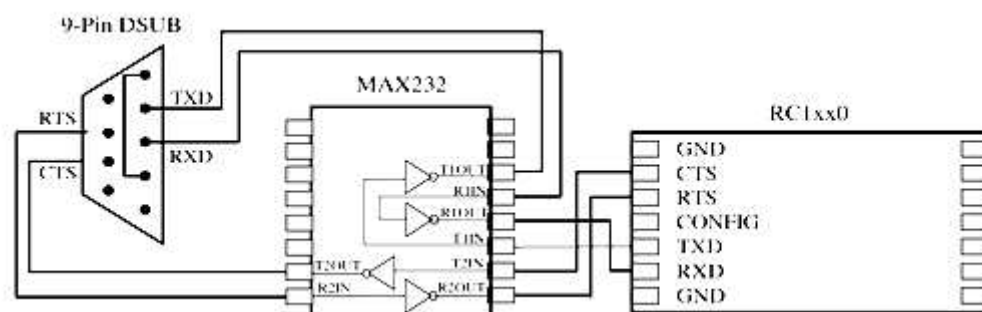 9-Pin DSUB
TXD
MAX232
RTS
RC1xx0
RXD
GND
CTS
T1OUT
CTS
R1IN
RTS
R1OUT
CONFIG
T1IN
TXD
T2OUT
T2IN
RXD
R2IN
R2OUT
GND